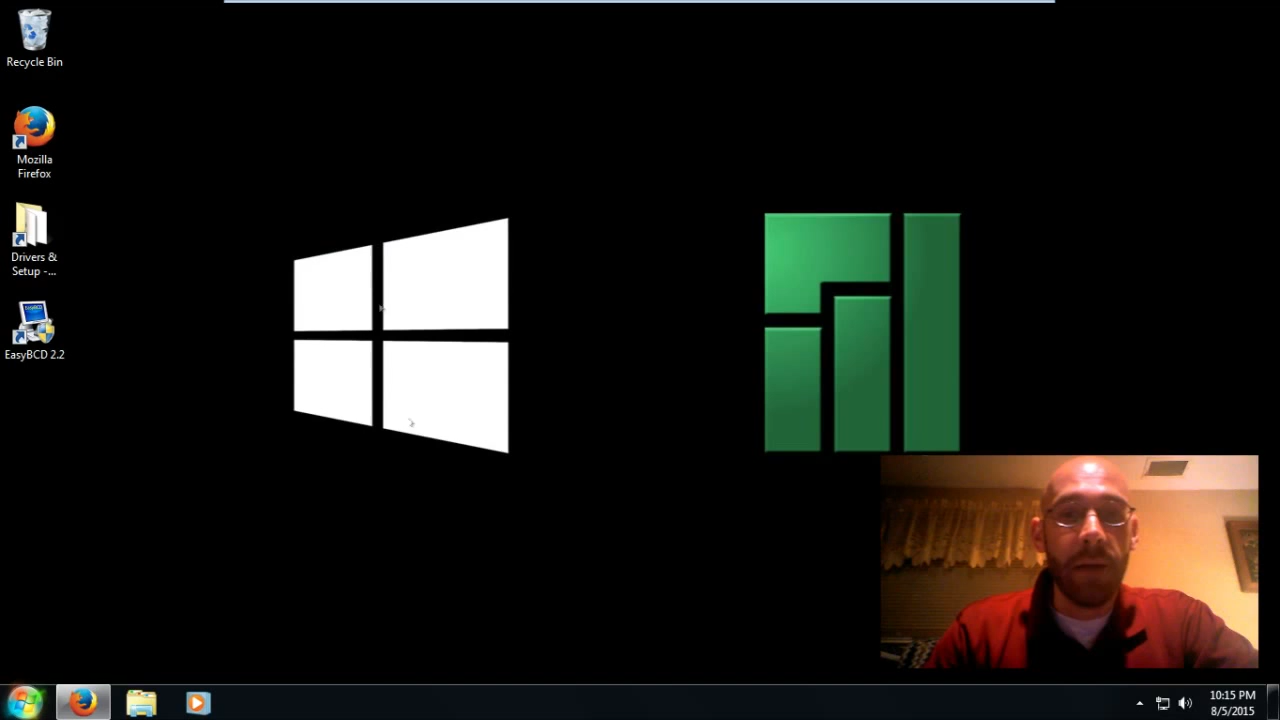 Recycle Bin
Mozilla
Firefox
Drivers &
Setup -...
EasyBCD 2.2
10:15 PM
8/5/2015